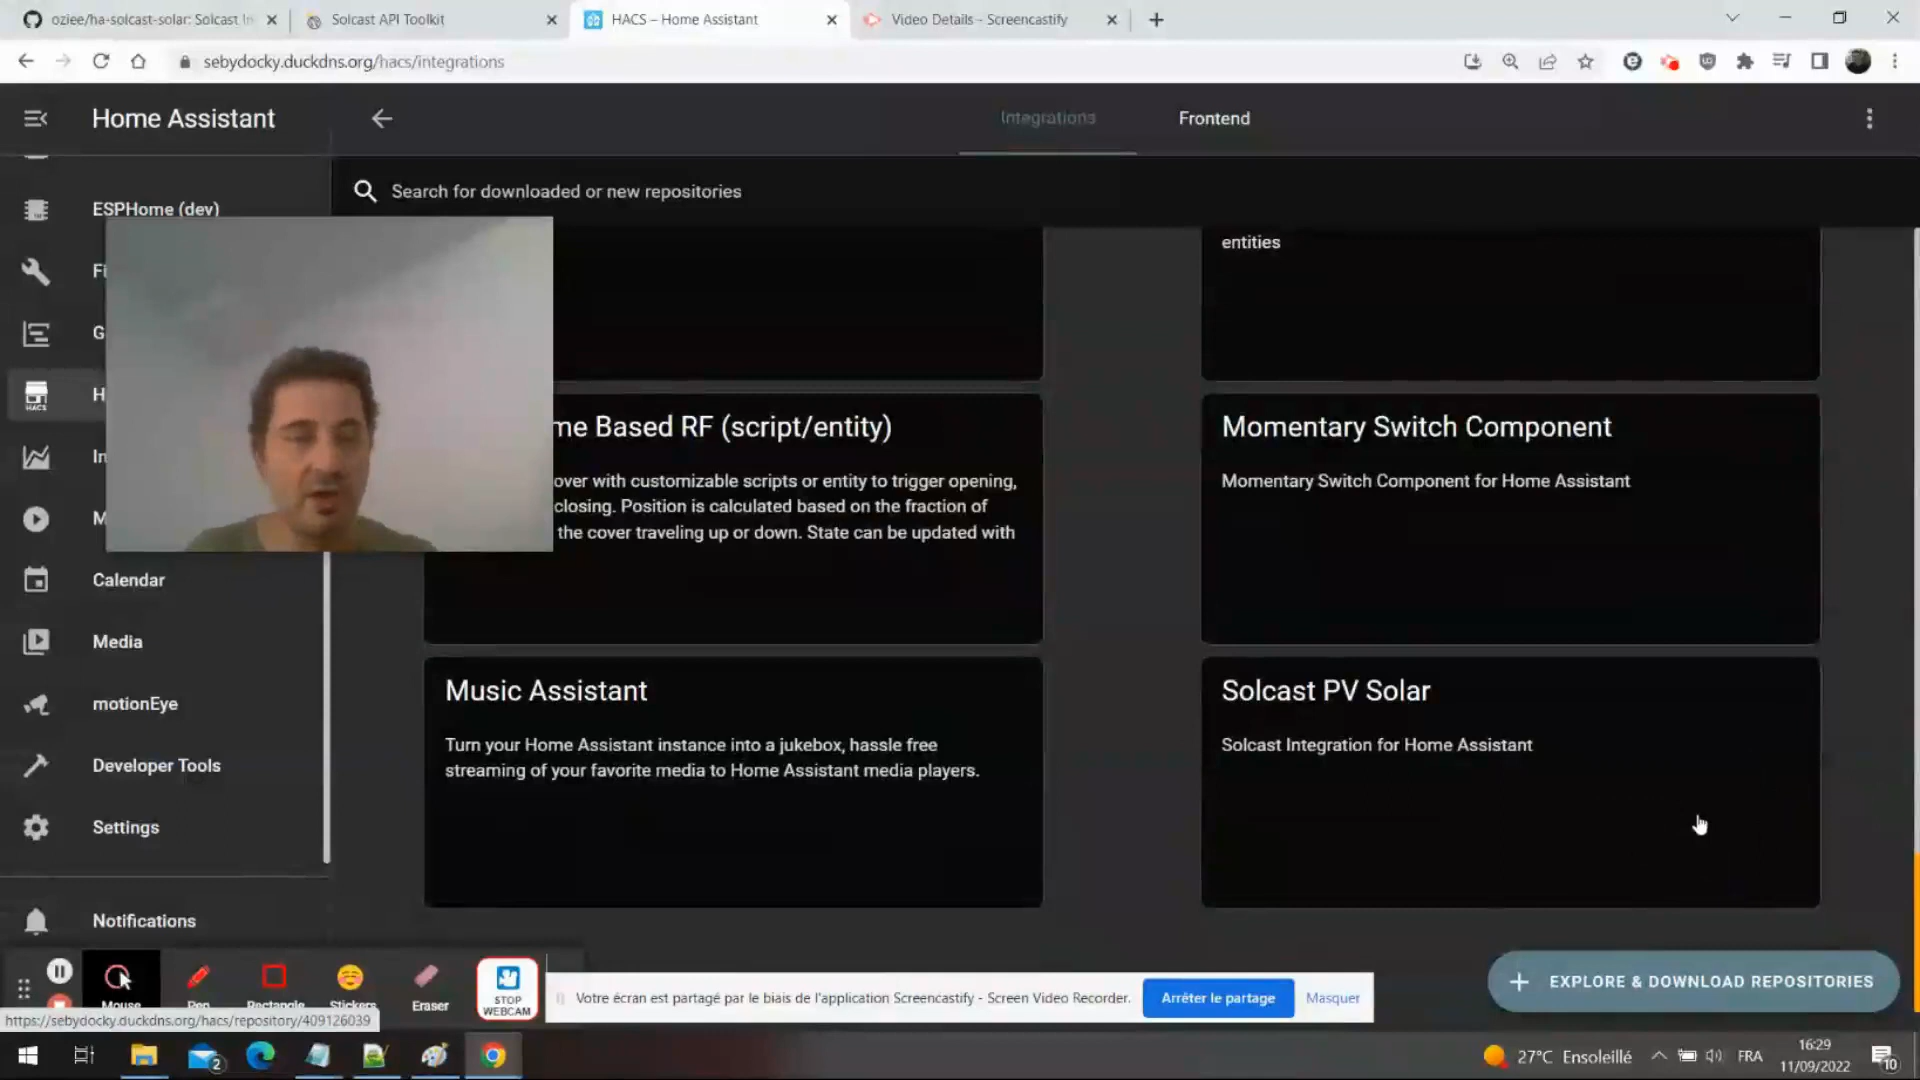 oziee/ha-solcast-solar: Solcast In
Solcast API Toolkit
HACS – Home Assistant
Video Details - Screencastify
sebydocky.duckdns.org/hacs/integrations
Home Assistant
Integrations
Frontend
Search for downloaded or new repositories
ESPHome (dev)
Fi
G
H
HACS
In
M
Calendar
Media
motionEye
Developer Tools
Settings
Notifications
entities
me Based RF (script/entity)
over with customizable scripts or entity to trigger opening,
closing. Position is calculated based on the fraction of
the cover traveling up or down. State can be updated with
Momentary Switch Component
Momentary Switch Component for Home Assistant
Music Assistant
Turn your Home Assistant instance into a jukebox, hassle free
streaming of your favorite media to Home Assistant media players.
Solcast PV Solar
Solcast Integration for Home Assistant
EXPLORE & DOWNLOAD REPOSITORIES
Mouse
Pen
Rectangle
Stickers
Eraser
STOP
WEBCAM
Votre écran est partagé par le biais de l'application Screencastify - Screen Video Recorder.
Arrêter le partage
Masquer
https://sebydocky.duckdns.org/hacs/repository/409126039
2
27°C Ensoleillé
FRA
16:29
11/09/2022
10